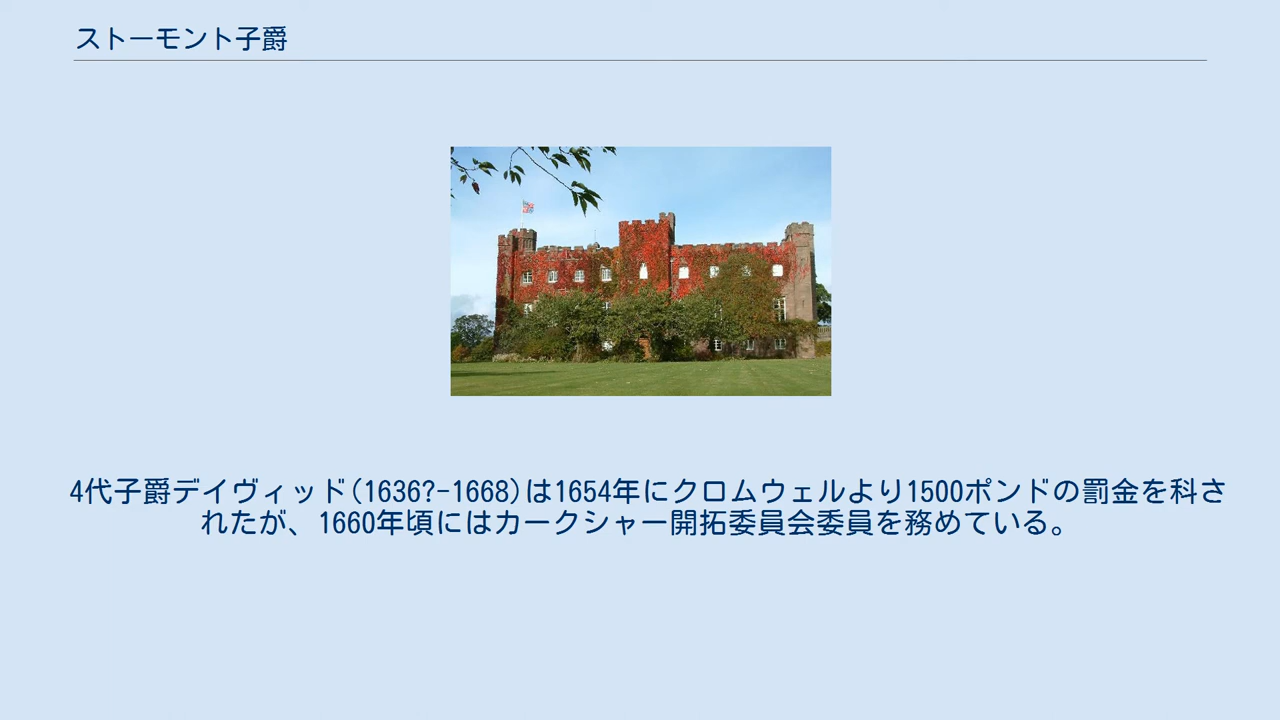 ストーモント子爵
4代子爵デイヴィッド(1636?-1668)は1654年にクロムウェルより1500ポンドの罰金を科さ
れたが、1660年頃にはカークシャー開拓委員会委員を務めている。